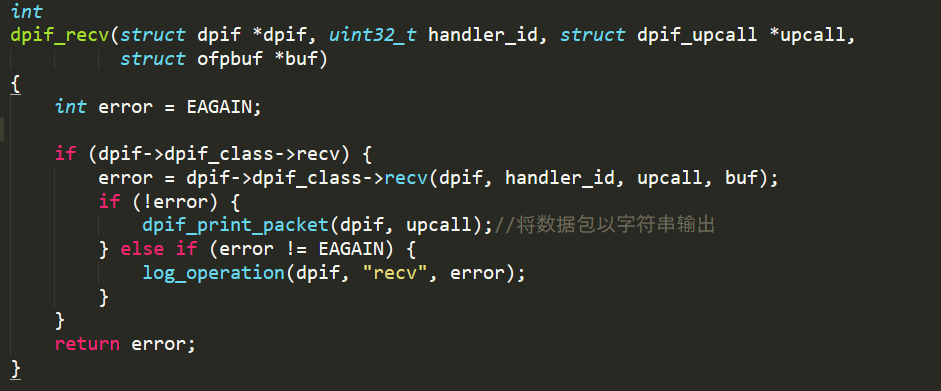 int
dpif_recv(struct dpif *dpif, uint32_t handler_id, struct dpif_upcall *upcall,
          struct ofpbuf *buf)
{
    int error = EAGAIN;

    if (dpif->dpif_class->recv) {
        error = dpif->dpif_class->recv(dpif, handler_id, upcall, buf);
        if (!error) {
            dpif_print_packet(dpif, upcall);//将数据包以字符串输出
        } else if (error != EAGAIN) {
            log_operation(dpif, "recv", error);
        }
    }
    return error;
}